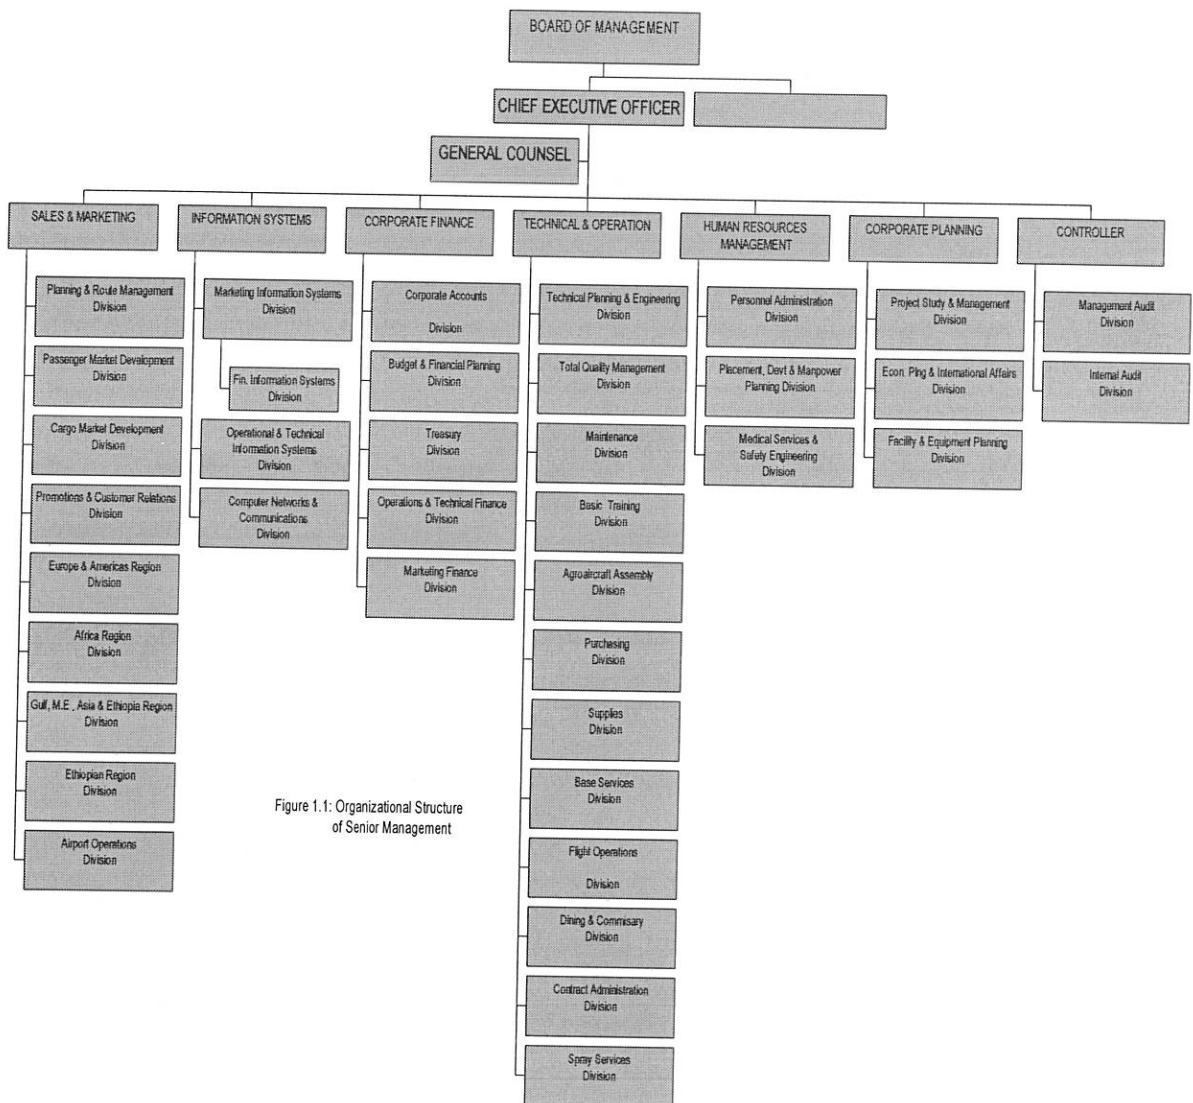 BOARD OF MANAGEMENT
CHIEF EXECUTIVE OFFICER
GENERAL COUNSEL
SALES & MARKETING
Planning & Route Management
Division
Passenger Market Development
Division
Cargo Market Development
Division
Promotions & Customer Relations
Division
Europe & Americas Region
Division
Africa Region
Division
Gulf, M.E., Asia & Ethiopia Region
Division
Ethiopian Region
Division
Airport Operations
Division
INFORMATION SYSTEMS
Marketing Information Systems
Division
Fin. Information Systems
Division
Operational & Technical
Information Systems
Division
Computer Networks &
Communications
Division
CORPORATE FINANCE
Corporate Accounts
Division
Budget & Financial Planning
Division
Treasury
Division
Operations & Technical Finance
Division
Marketing Finance
Division
TECHNICAL & OPERATION
Technical Planning & Engineering
Division
Total Quality Management
Division
Maintenance
Division
Basic Training
Division
Agroaircraft Assembly
Division
Purchasing
Division
Supplies
Division
Base Services
Division
Flight Operations
Division
Dining & Commisary
Division
Contract Administration
Division
Spray Services
Division
HUMAN RESOURCES
MANAGEMENT
Personnel Administration
Division
Placement, Devt & Manpower
Planning Division
Medical Services &
Safety Engineering
Division
CORPORATE PLANNING
Project Study & Management
Division
Econ. Plng & International Affairs
Division
Facility & Equipment Planning
Division
CONTROLLER
Management Audit
Division
Internal Audit
Division
Figure 1.1: Organizational Structure
of Senior Management